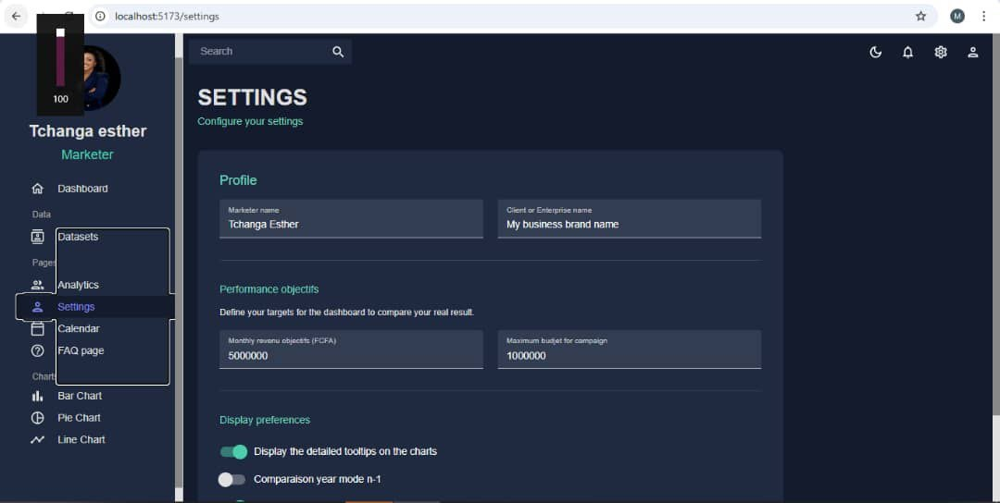 localhost:5173/settings
M
100
Tchanga esther
Marketer
Dashboard
Data
Datasets
Pages
Analytics
Settings
Calendar
FAQ page
Charts
Bar Chart
Pie Chart
Line Chart
Search
SETTINGS
Configure your settings
Profile
Marketer name
Tchanga Esther
Client or Enterprise name
My business brand name
Performance objectifs
Define your targets for the dashboard to compare your real result.
Monthly revenu objectifs (FCFA)
5000000
Maximum budjet for campaign
1000000
Display preferences
Display the detailed tooltips on the charts
Comparaison year mode n-1